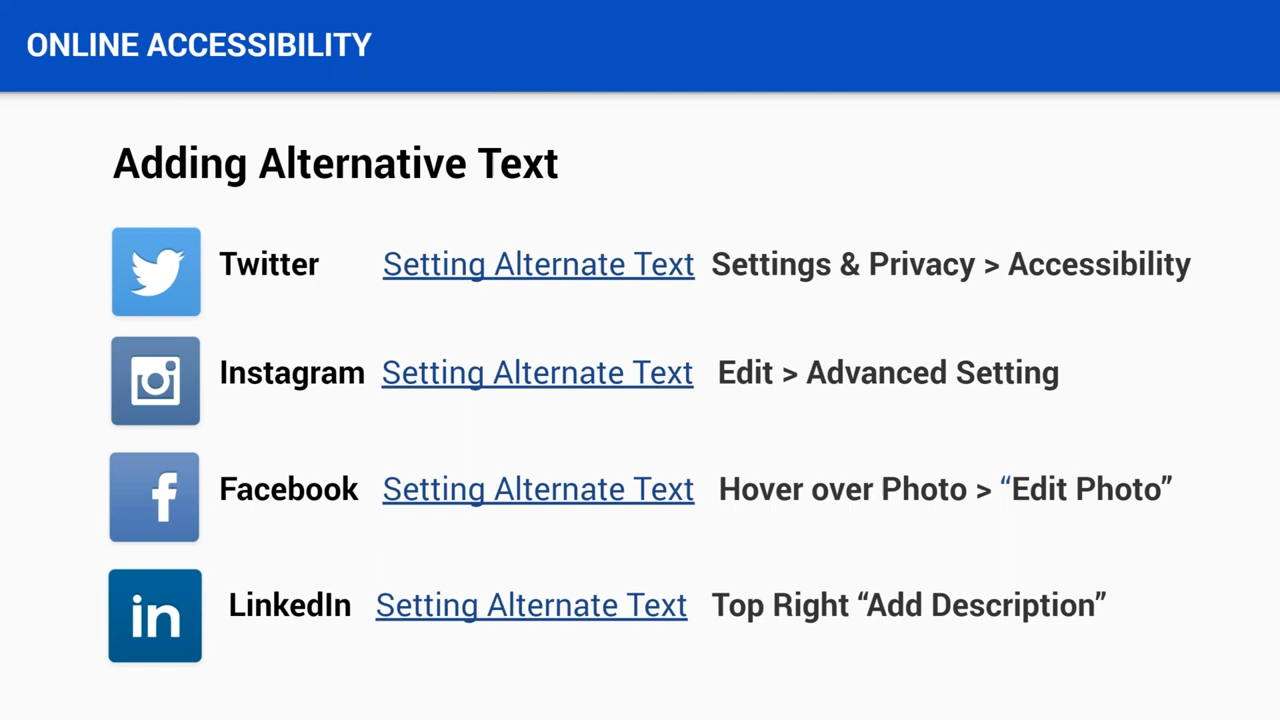 ONLINE ACCESSIBILITY
Adding Alternative Text
Twitter Setting Alternate Text Settings & Privacy > Accessibility
Instagram Setting Alternate Text Edit > Advanced Setting
Facebook Setting Alternate Text Hover over Photo > “Edit Photo”
LinkedIn Setting Alternate Text Top Right “Add Description”